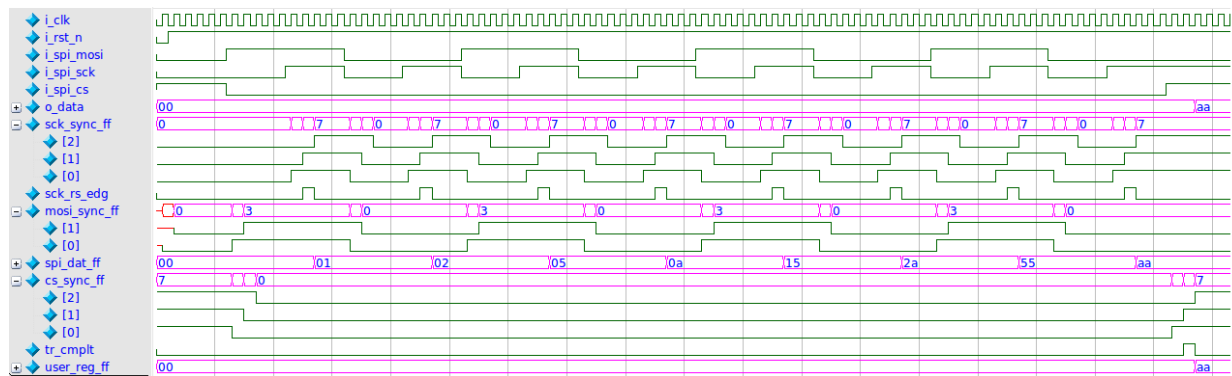 i_clk
i_rst_n
i_spi_mosi
i_spi_sck
i_spi_cs
o_data 00 aa
sck_sync_ff 0 7 0 7 0 7 0 7 0 7 0 7 0 7 0 7
[2]
[1]
[0]
sck_rs_edg
mosi_sync_ff 0 3 0 3 0 3 0 3 0
[1]
[0]
spi_dat_ff 00 01 02 05 0a 15 2a 55 aa
cs_sync_ff 7 0 7
[2]
[1]
[0]
tr_cmplt
user_reg_ff 00 aa